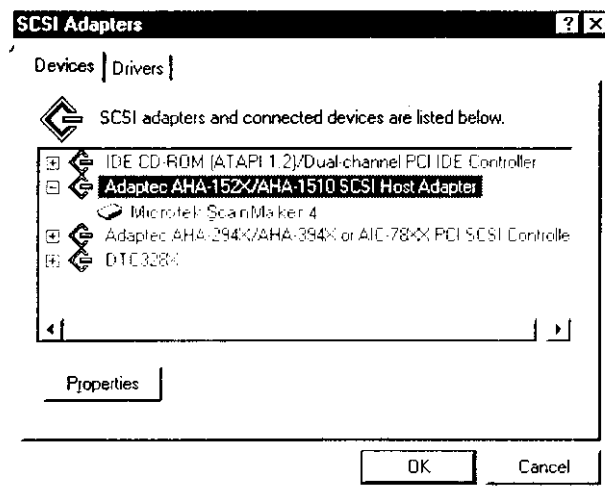 SCSI Adapters
Devices Drivers
SCSI adapters and connected devices are listed below.
IDE CD-ROM (ATAPI 1.2)/Dual-channel PCI IDE Controller
Adaptec AHA-152X/AHA-1510 SCSI Host Adapter
Microtek ScanMaker 4
Adaptec AHA-294X/AHA-394X or AIC-78XX PCI SCSI Controlle
DTC328X
Properties
OK Cancel